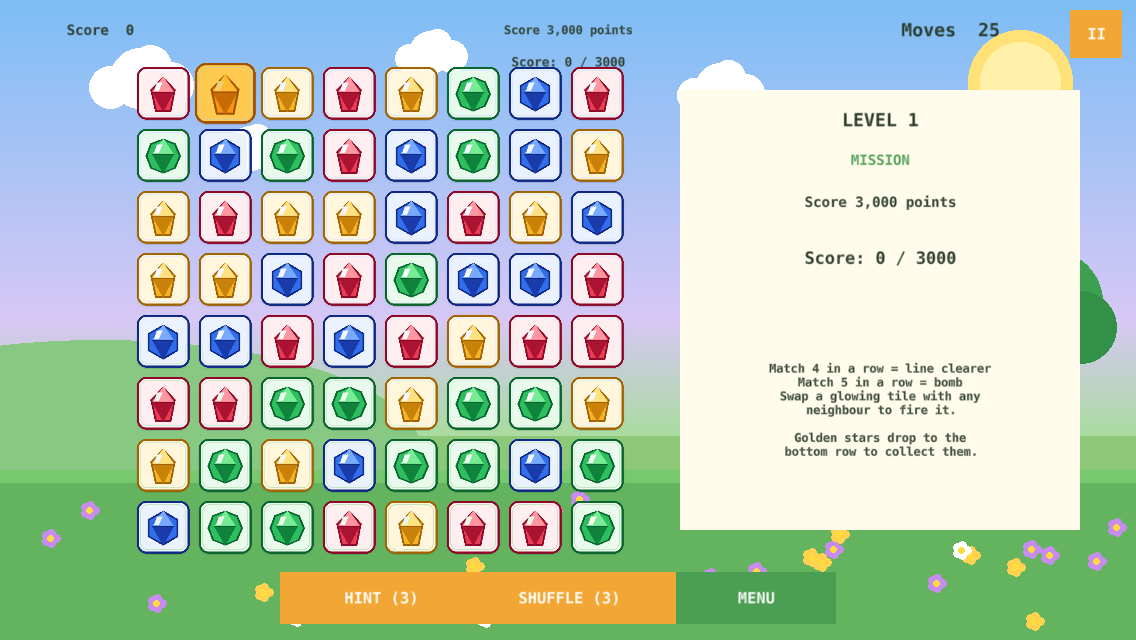 Score 0
Score 3,000 points
Moves 25
II
Score: 0 / 3000
LEVEL 1
MISSION
Score 3,000 points
Score: 0 / 3000
Match 4 in a row = line clearer
Match 5 in a row = bomb
Swap a glowing tile with any
neighbour to fire it.
Golden stars drop to the
bottom row to collect them.
HINT (3)
SHUFFLE (3)
MENU